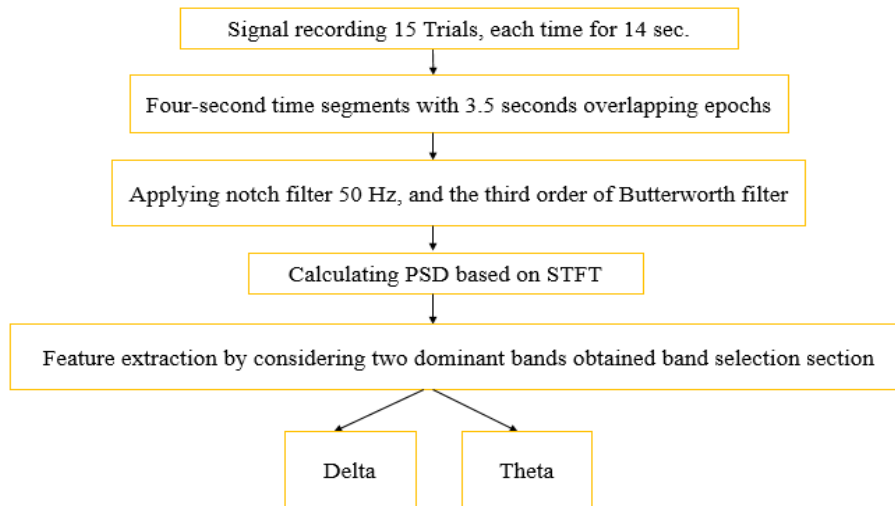 Signal recording 15 Trials, each time for 14 sec.
Four-second time segments with 3.5 seconds overlapping epochs
Applying notch filter 50 Hz, and the third order of Butterworth filter
Calculating PSD based on STFT
Feature extraction by considering two dominant bands obtained band selection section
Delta
Theta